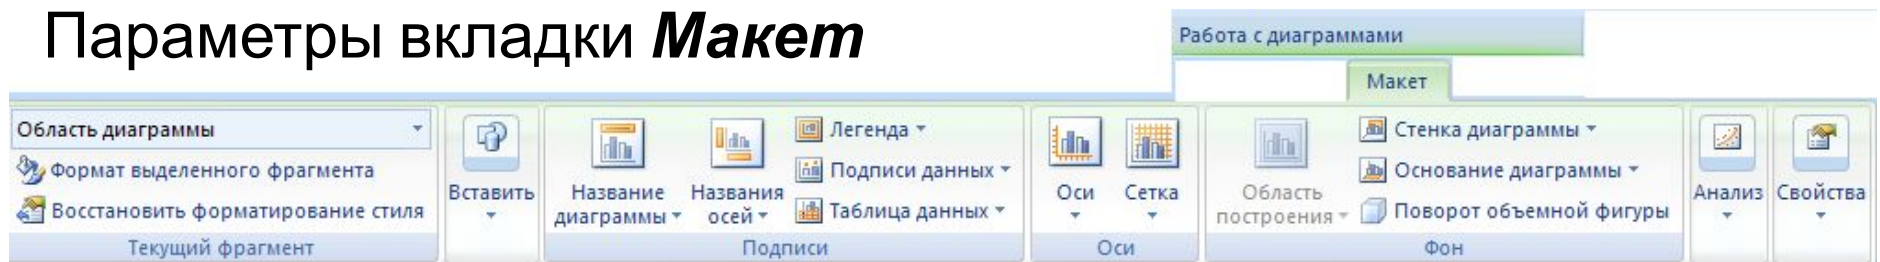 Параметры вкладки Макет
Работа с диаграммами
Макет
Область диаграммы
Формат выделенного фрагмента
Восстановить форматирование стиля
Текущий фрагмент
Вставить
Название
диаграммы
Названия
осей
Легенда
Подписи данных
Таблица данных
Подписи
Оси
Сетка
Оси
Область
построения
Стенка диаграммы
Основание диаграммы
Поворот объемной фигуры
Фон
Анализ
Свойства